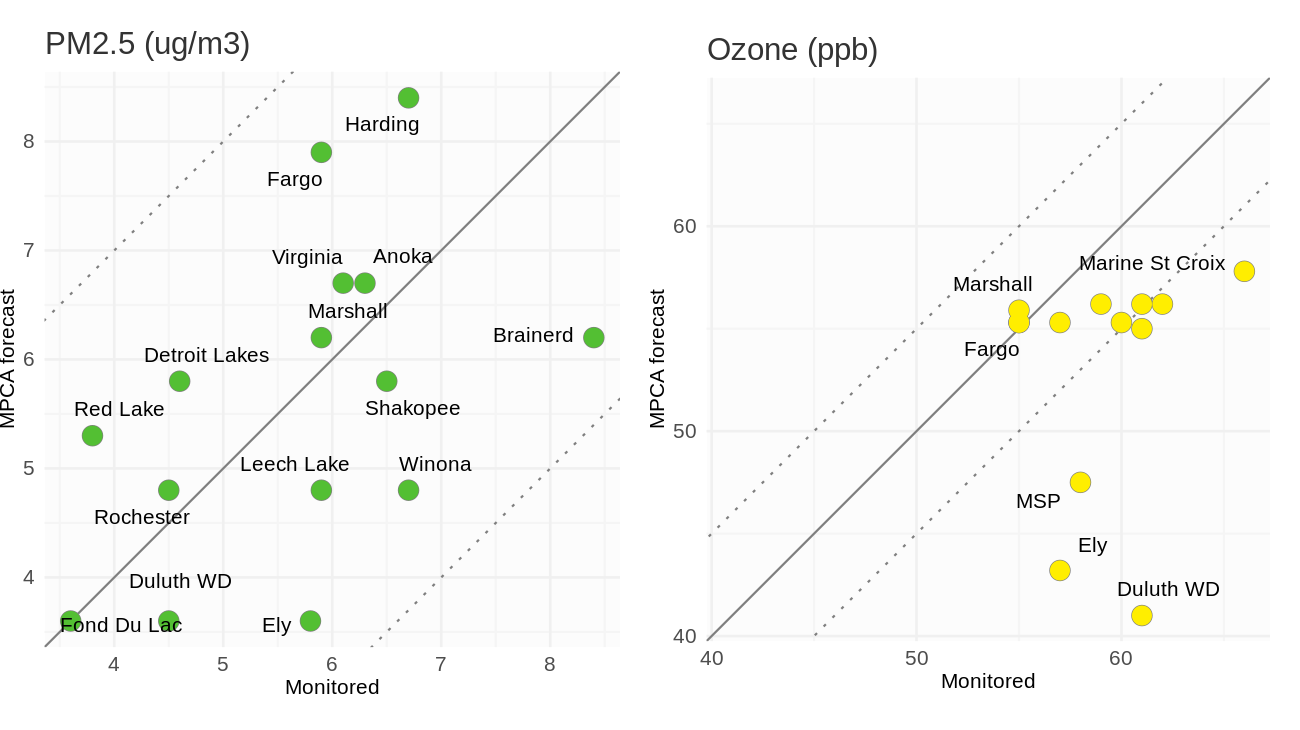 PM2.5 (ug/m3)
8
7
6
5
4
MPCA forecast
Harding
Fargo
Virginia
Anoka
Marshall
Brainerd
Detroit Lakes
Shakopee
Red Lake
Leech Lake
Winona
Rochester
Duluth WD
Fond Du Lac
Ely
4
5
6
7
8
Monitored
Ozone (ppb)
60
50
40
MPCA forecast
Marine St Croix
Marshall
Fargo
MSP
Ely
Duluth WD
40
50
60
Monitored